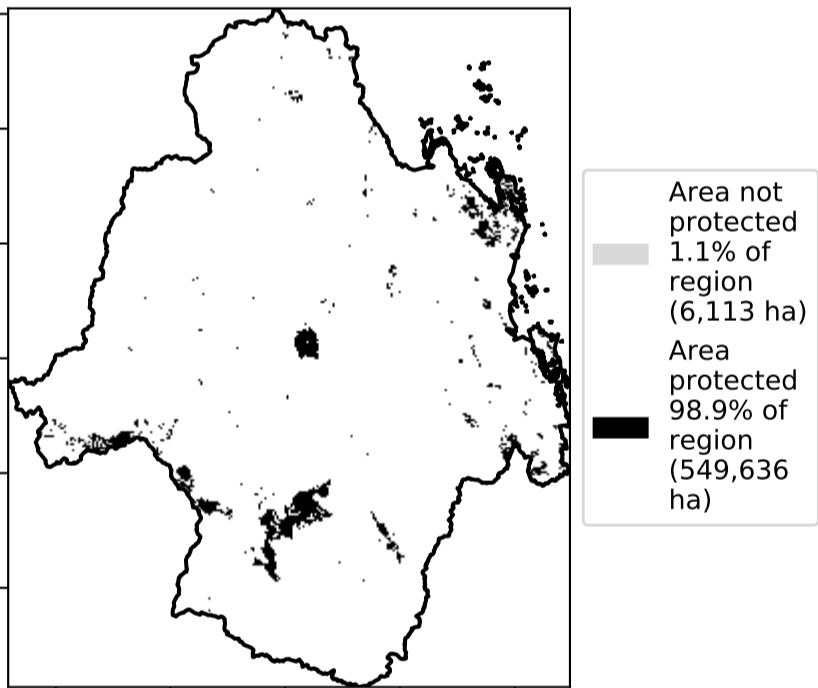 Area not
protected
1.1% of
region
(6,113 ha)
Area
protected
98.9% of
region
(549,636
ha)